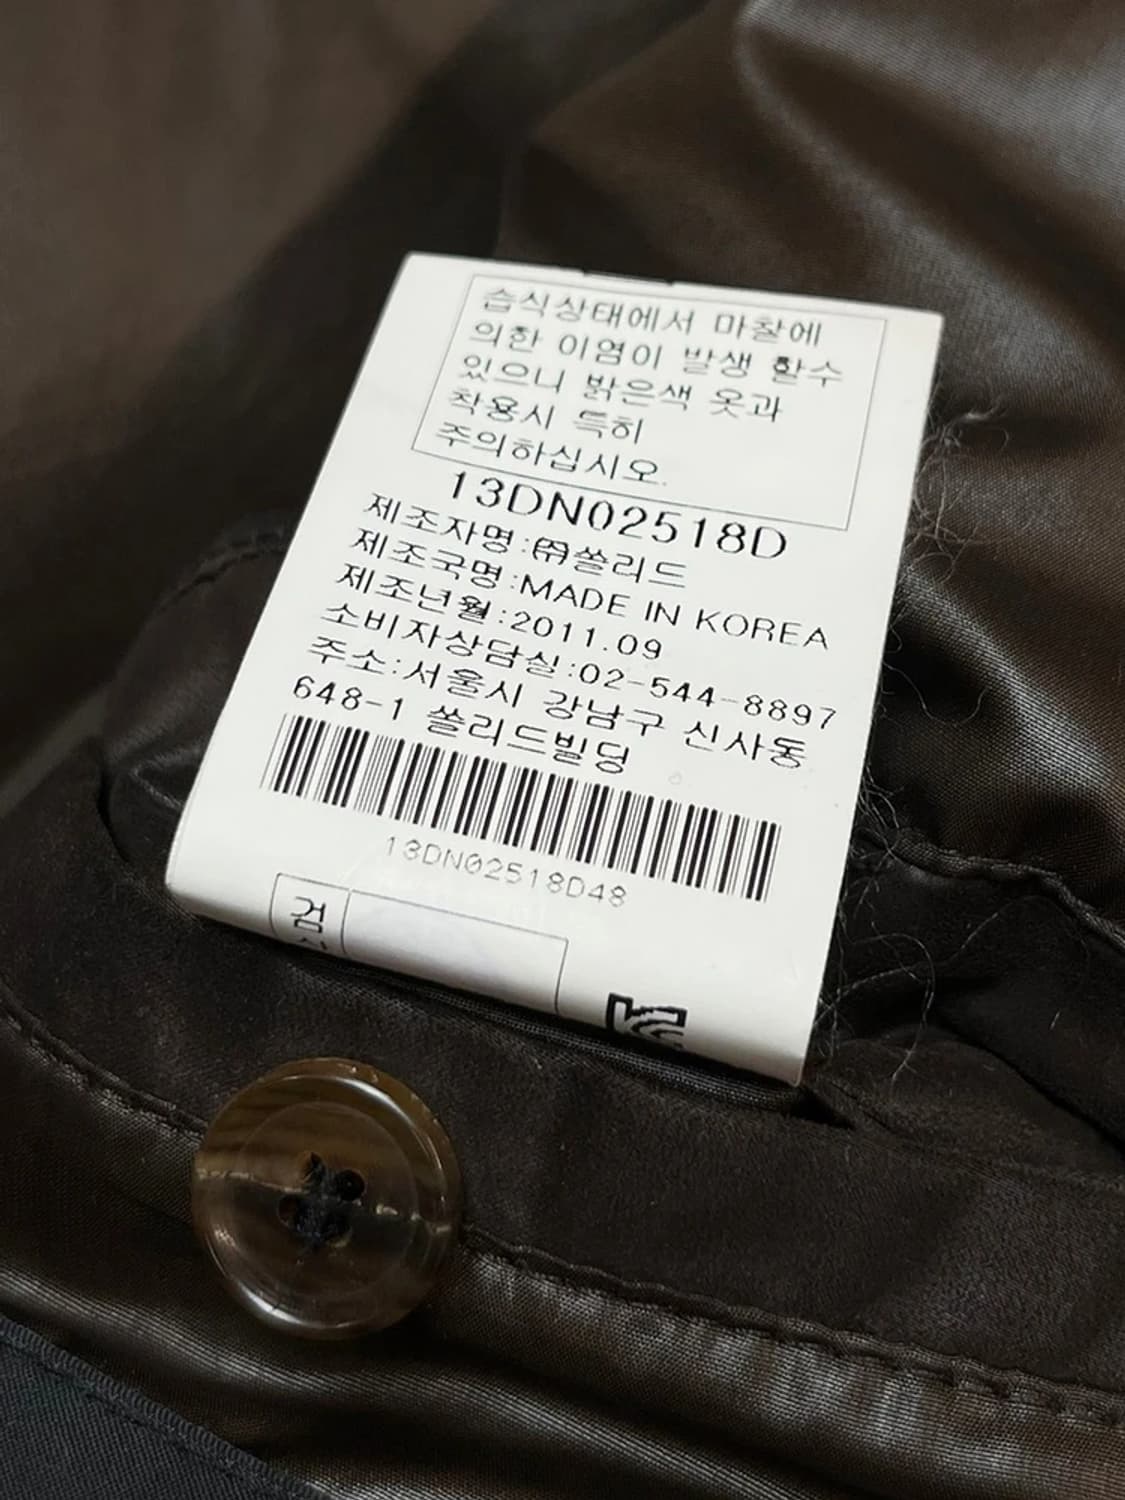 습식상태에서 마찰에
의한 이염이 발생 할수
있으니 밝은색 옷과
착용시 특히
주의하십시오.
13DN02518D
제조자명:㈜쏠리드
제조국명:MADE IN KOREA
제조년월:2011.09
소비자상담실:02-544-8897
주소:서울시 강남구 신사동
648-1 쏠리드빌딩
13DN02518D48
검